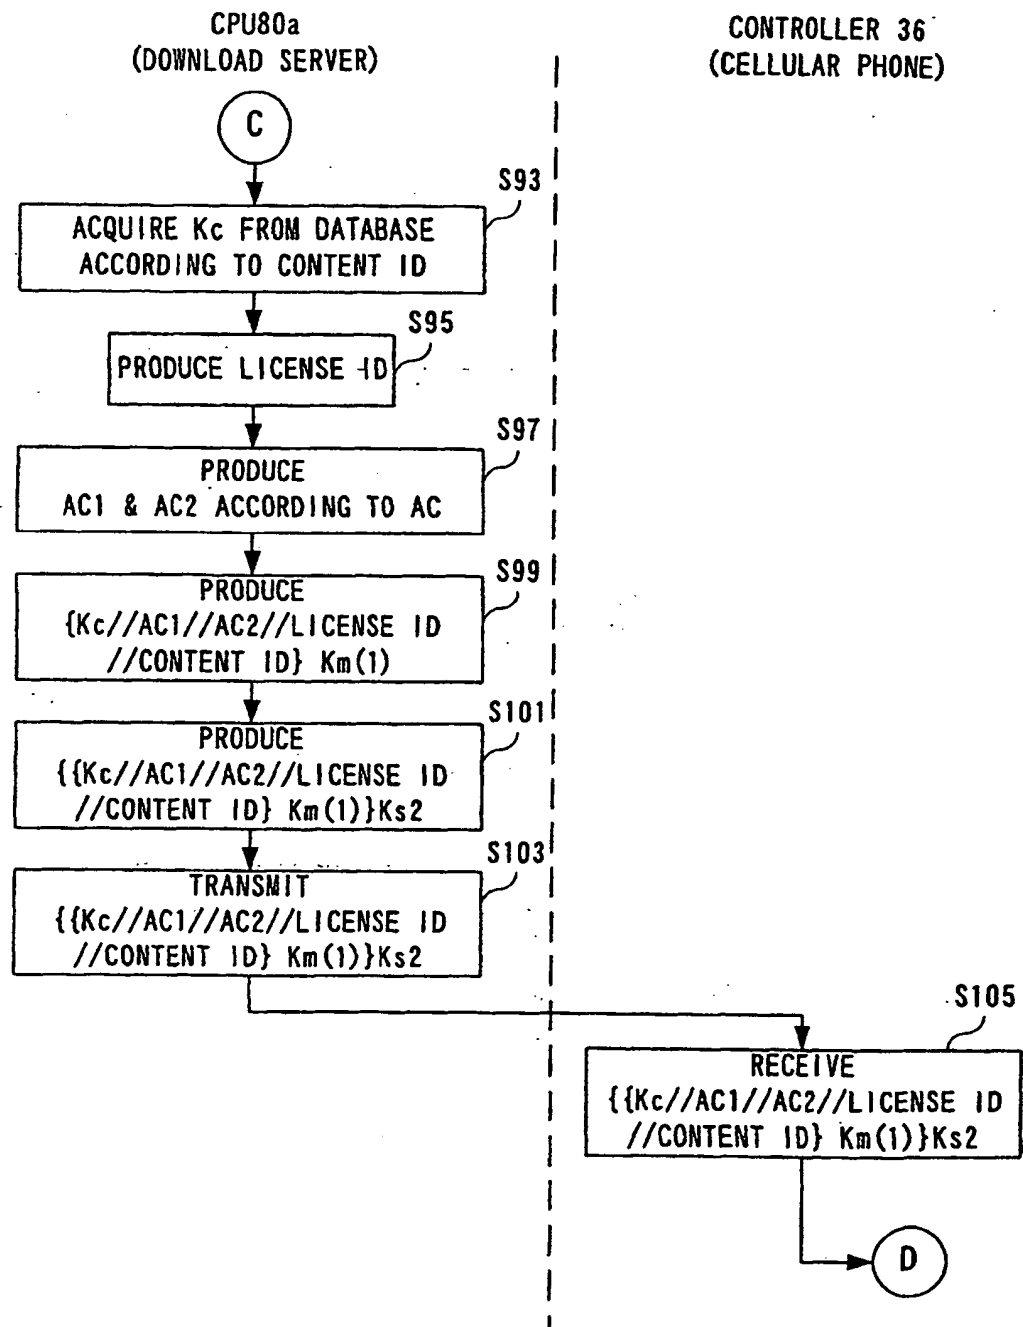 CPU80a
(DOWNLOAD SERVER)
CONTROLLER 36
(CELLULAR PHONE)
C
S93
ACQUIRE Kc FROM DATABASE
ACCORDING TO CONTENT ID
S95
PRODUCE LICENSE ID
S97
PRODUCE
AC1 & AC2 ACCORDING TO AC
S99
PRODUCE
{Kc//AC1//AC2//LICENSE ID
//CONTENT ID} Km(1)
S101
PRODUCE
{{Kc//AC1//AC2//LICENSE ID
//CONTENT ID} Km(1)}Ks2
S103
TRANSMIT
{{Kc//AC1//AC2//LICENSE ID
//CONTENT ID} Km(1)}Ks2
S105
RECEIVE
{{Kc//AC1//AC2//LICENSE ID
//CONTENT ID} Km(1)}Ks2
D